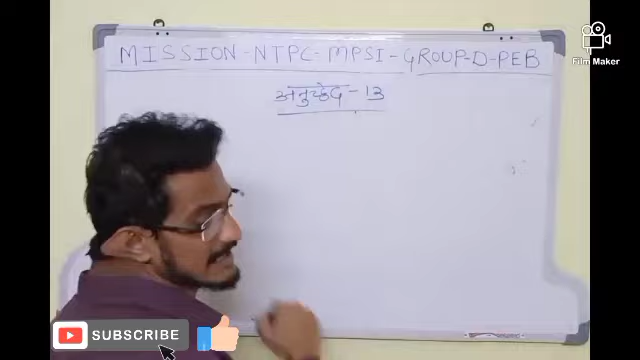 MISSION-NTPC-MPSI-GROUP-D-PEB
Film Maker
अनुच्छेद-13
SUBSCRIBE